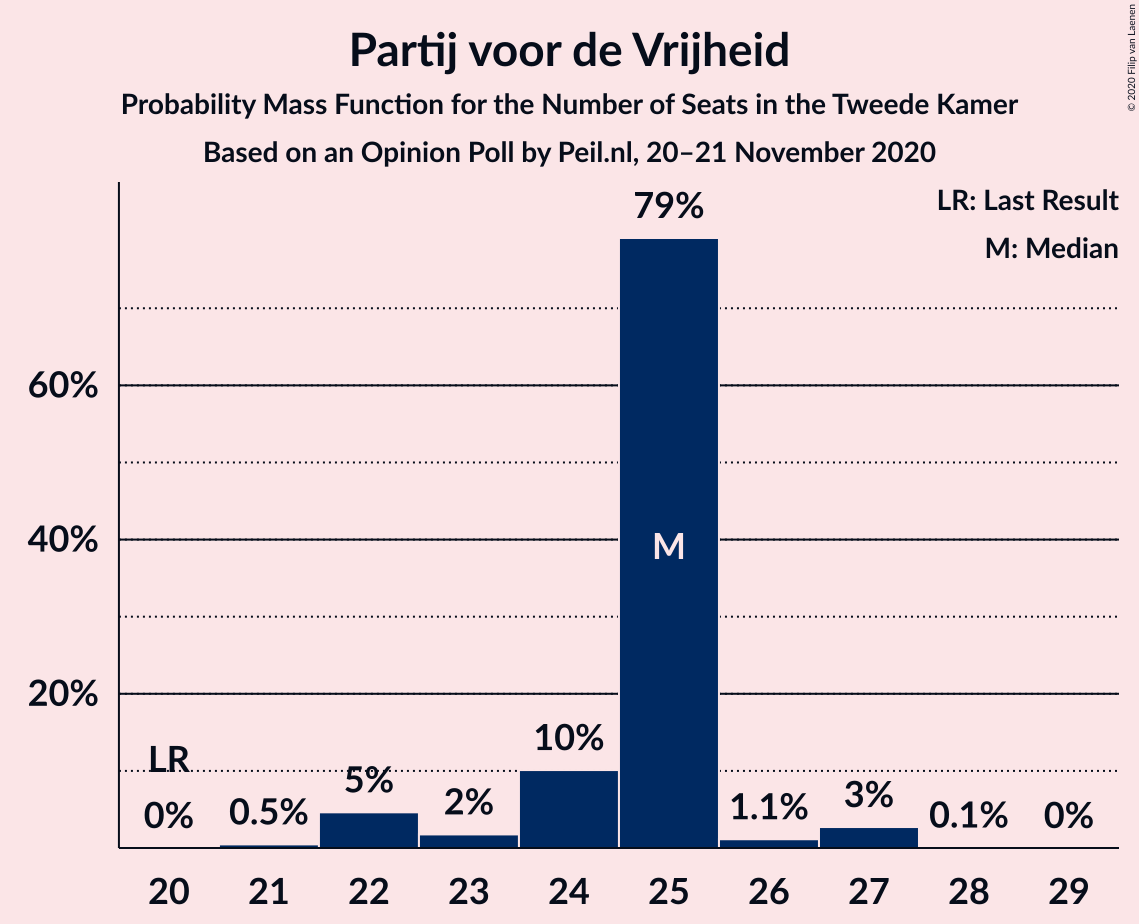 Partij voor de Vrijheid
Probability Mass Function for the Number of Seats in the Tweede Kamer
Based on an Opinion Poll by Peil.nl, 20–21 November 2020
© 2020 Filip van Laenen
LR: Last Result
M: Median
79%
60%
40%
20%
M
LR
0%
0.5%
5%
2%
10%
1.1%
3%
0.1%
0%
20 21 22 23 24 25 26 27 28 29